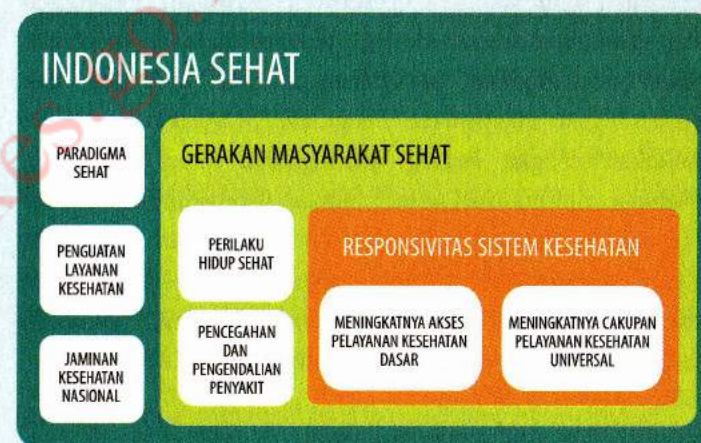 INDONESIA SEHAT
PARADIGMA
SEHAT
PENGUATAN
LAYANAN
KESEHATAN
JAMINAN
KESEHATAN
NASIONAL
GERAKAN MASYARAKAT SEHAT
PERILAKU
HIDUP SEHAT
PENCEGAHAN
DAN
PENGENDALIAN
PENYAKIT
RESPONSIVITAS SISTEM KESEHATAN
MENINGKATNYA AKSES
PELAYANAN KESEHATAN
DASAR
MENINGKATNYA CAKUPAN
PELAYANAN KESEHATAN
UNIVERSAL